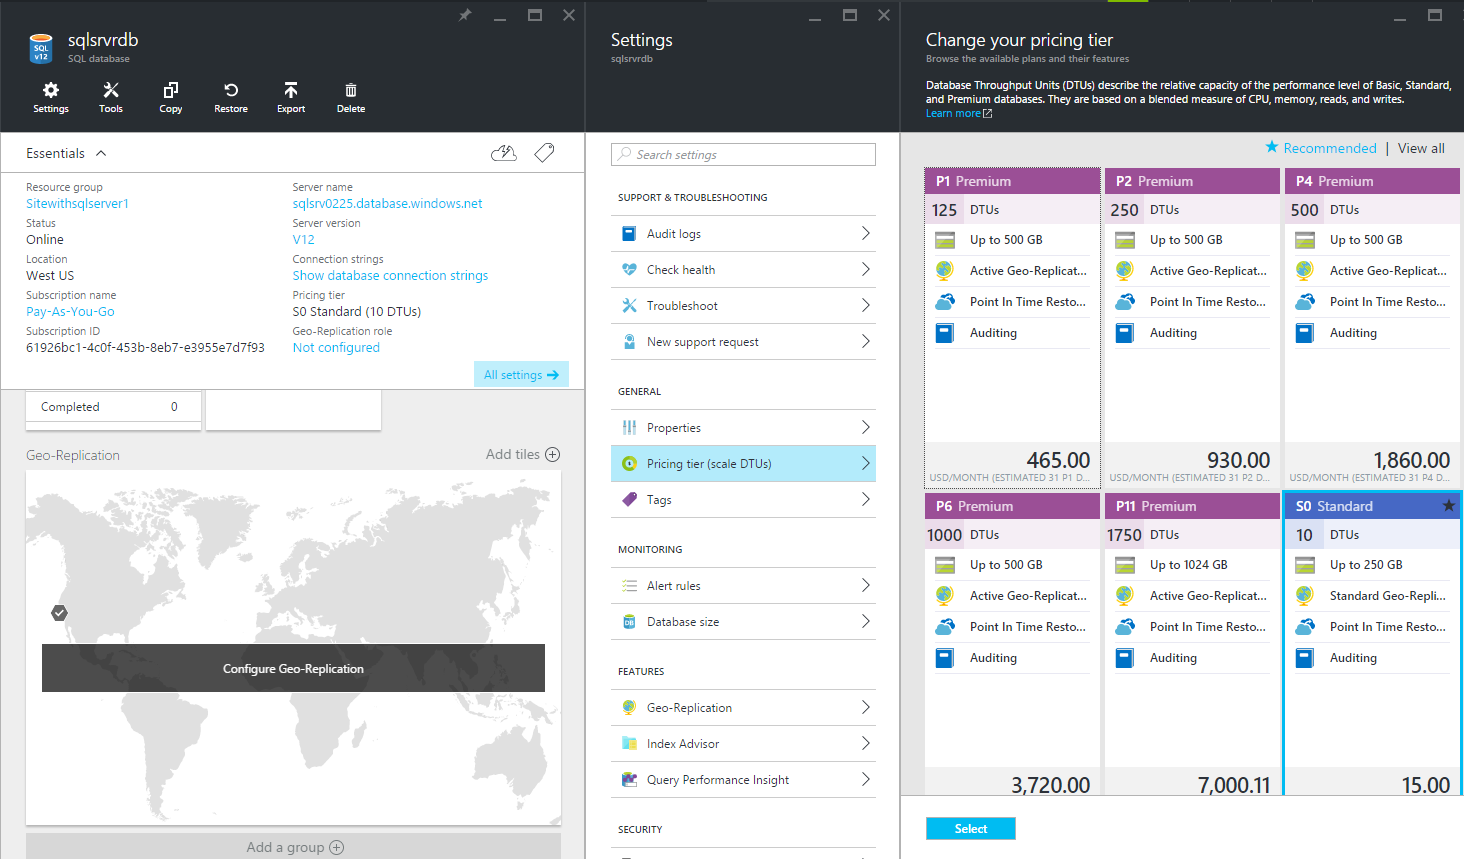 sqlsrvrdb
SQL database
SQL
v12
Settings
Tools
Copy
Restore
Export
Delete
Essentials
Resource group
Sitewithsqlserver1
Status
Online
Location
West US
Subscription name
Pay-As-You-Go
Subscription ID
61926bc1-4c0f-453b-8eb7-e3955e7d7f93
Server name
sqlsrv0225.database.windows.net
Server version
V12
Connection strings
Show database connection strings
Pricing tier
S0 Standard (10 DTUs)
Geo-Replication role
Not configured
All settings
Completed 0
Geo-Replication
Add tiles
Configure Geo-Replication
Add a group
Settings
sqlsrvrdb
Search settings
SUPPORT & TROUBLESHOOTING
Audit logs
Check health
Troubleshoot
New support request
GENERAL
Properties
Pricing tier (scale DTUs)
Tags
MONITORING
Alert rules
DB
Database size
FEATURES
Geo-Replication
Index Advisor
Query Performance Insight
SECURITY
Change your pricing tier
Browse the available plans and their features
Database Throughput Units (DTUs) describe the relative capacity of the performance level of Basic, Standard,
and Premium databases. They are based on a blended measure of CPU, memory, reads, and writes.
Learn more
Recommended | View all
P1 Premium
125 DTUs
Up to 500 GB
Active Geo-Replicat...
Point In Time Resto...
Auditing
465.00
USD/MONTH (ESTIMATED 31 P1 D...
P2 Premium
250 DTUs
Up to 500 GB
Active Geo-Replicat...
Point In Time Resto...
Auditing
930.00
USD/MONTH (ESTIMATED 31 P2 D...
P4 Premium
500 DTUs
Up to 500 GB
Active Geo-Replicat...
Point In Time Resto...
Auditing
1,860.00
USD/MONTH (ESTIMATED 31 P4 D...
P6 Premium
1000 DTUs
Up to 500 GB
Active Geo-Replicat...
Point In Time Resto...
Auditing
3,720.00
P11 Premium
1750 DTUs
Up to 1024 GB
Active Geo-Replicat...
Point In Time Resto...
Auditing
7,000.11
S0 Standard
10 DTUs
Up to 250 GB
Standard Geo-Repli...
Point In Time Resto...
Auditing
15.00
Select